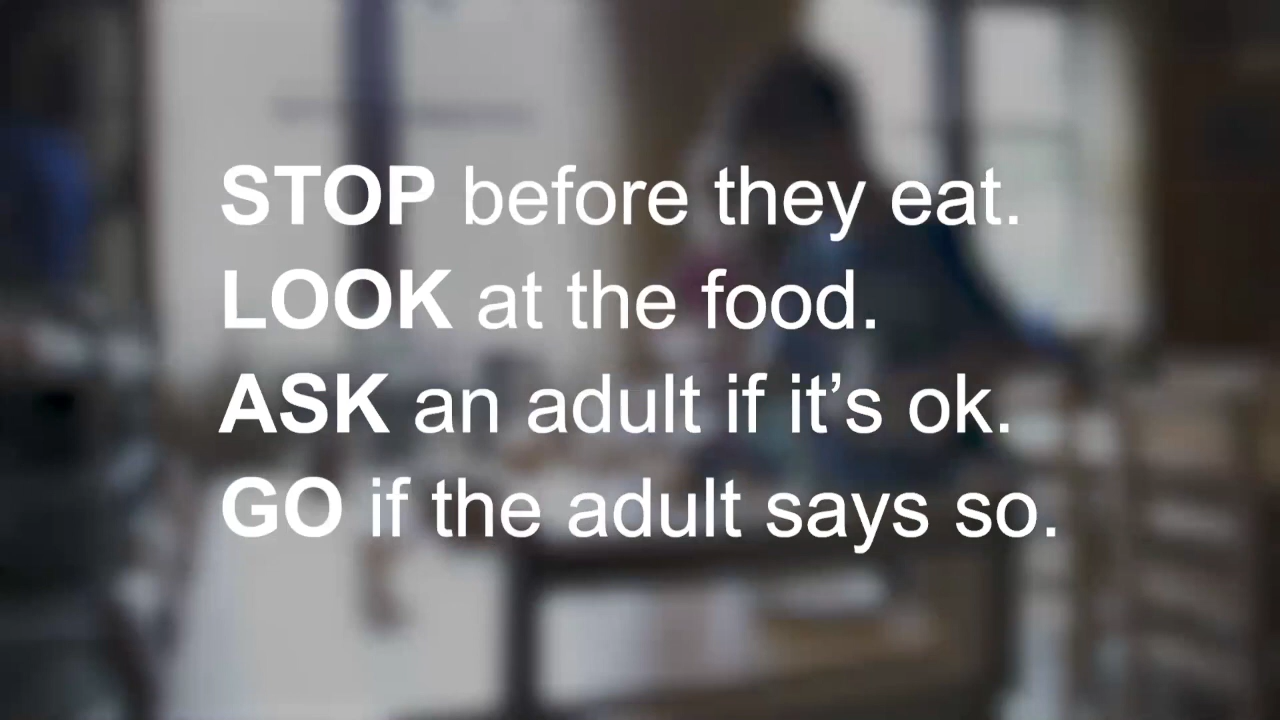 STOP before they eat.
LOOK at the food.
ASK an adult if it’s ok.
GO if the adult says so.